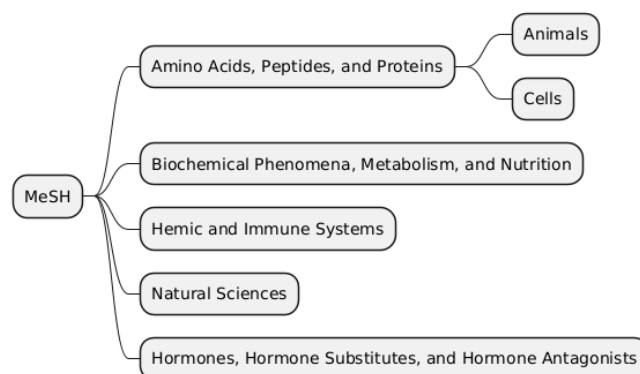 Animals
Amino Acids, Peptides, and Proteins
Cells
Biochemical Phenomena, Metabolism, and Nutrition
MeSH
Hemic and Immune Systems
Natural Sciences
Hormones, Hormone Substitutes, and Hormone Antagonists